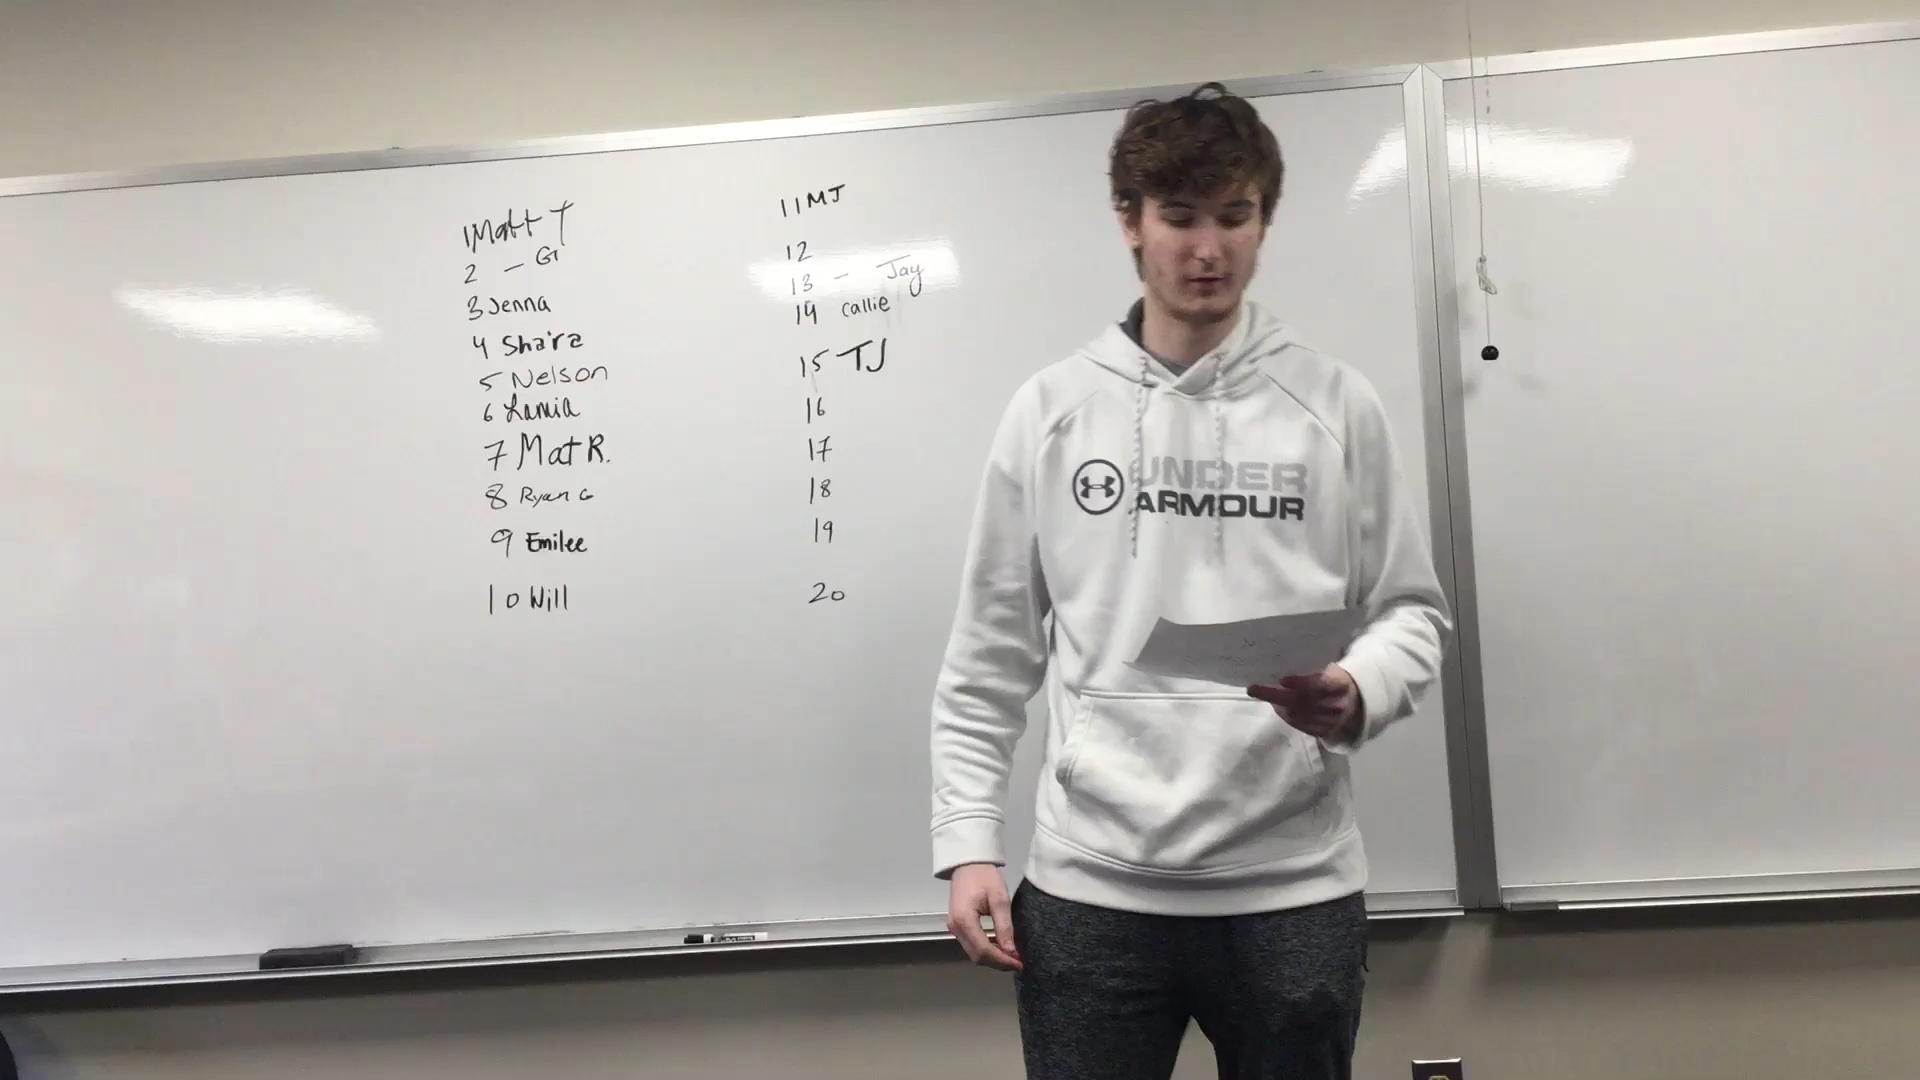 1 Matt T
2 - G
3 Jenna
4 Shaira
5 Nelson
6 Lamia
7 Mat R.
8 Ryan G
9 Emilee
10 Will
11 MJ
12
13 - Jay
14 Callie
15 TJ
16
17
18
19
20
UNDER
ARMOUR